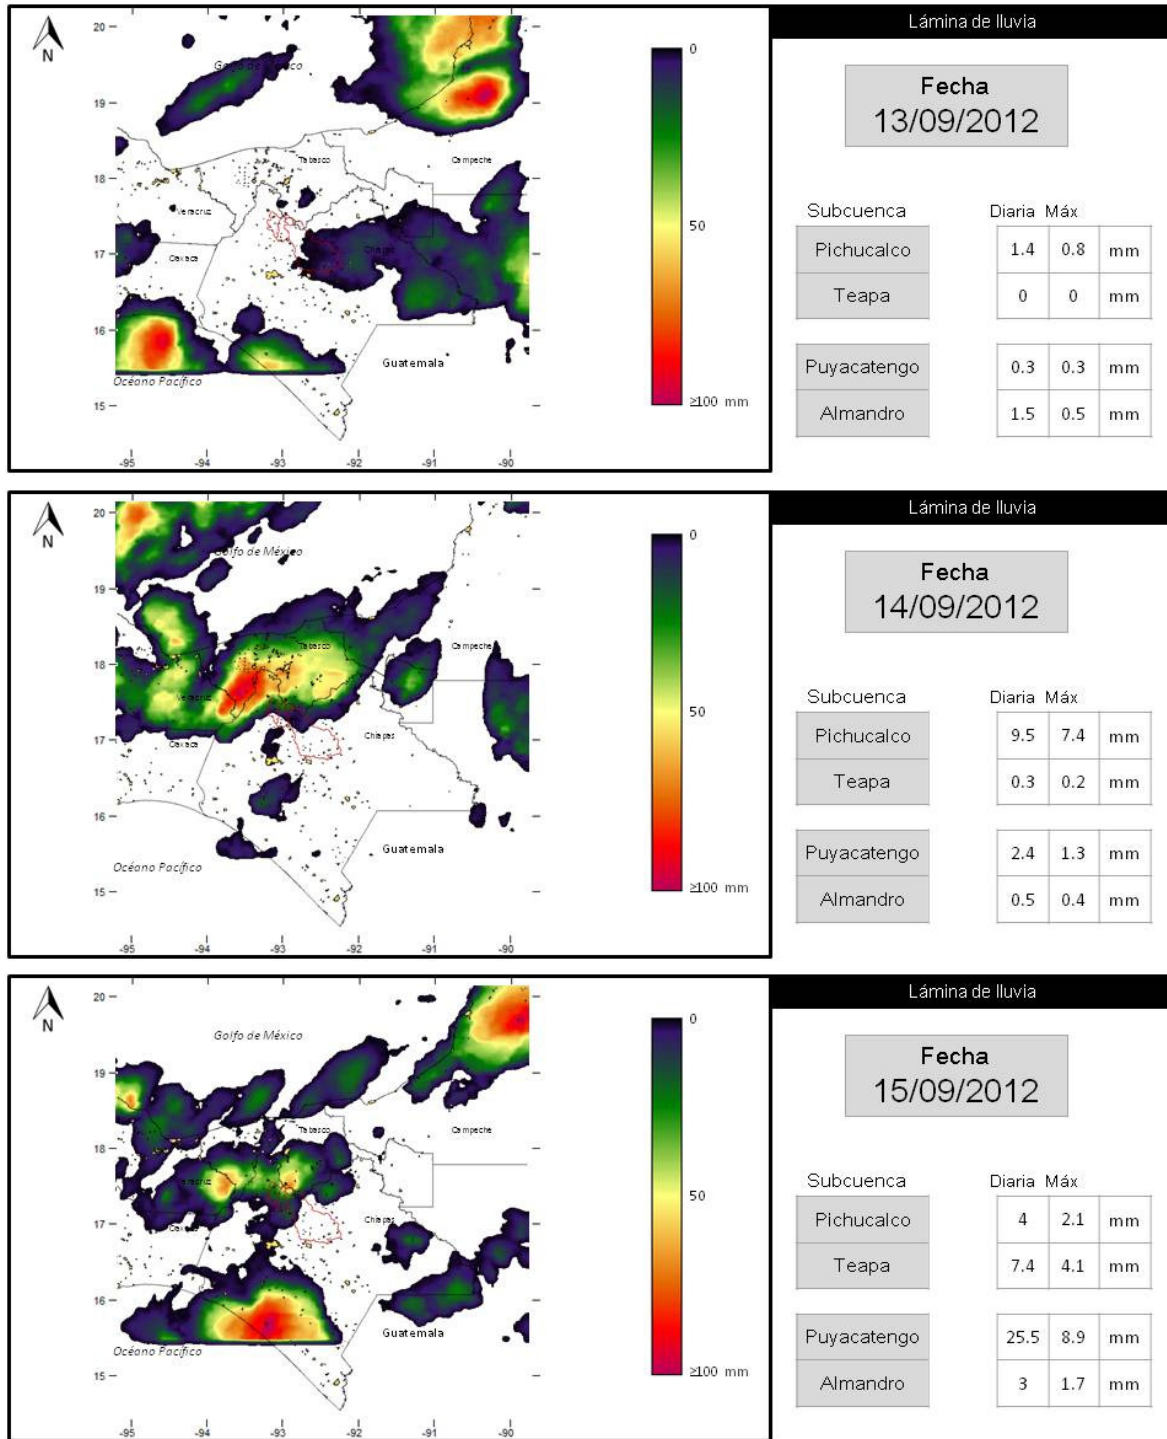 Lámina de lluvia
N
20
19
18
17
16
15
-95 -94 -93 -92 -91 -90
Golfo de México
Tabasco
Campeche
Veracruz
Oaxaca
Chiapas
Guatemala
Océano Pacífico
0
50
≥100 mm
Fecha
13/09/2012
Subcuenca Diaria Máx
Pichucalco 1.4 0.8 mm
Teapa 0 0 mm
Puyacatengo 0.3 0.3 mm
Almandro 1.5 0.5 mm
Lámina de lluvia
N
20
19
18
17
16
15
-95 -94 -93 -92 -91 -90
Golfo de México
Tabasco
Campeche
Veracruz
Oaxaca
Chiapas
Guatemala
Océano Pacífico
0
50
≥100 mm
Fecha
14/09/2012
Subcuenca Diaria Máx
Pichucalco 9.5 7.4 mm
Teapa 0.3 0.2 mm
Puyacatengo 2.4 1.3 mm
Almandro 0.5 0.4 mm
Lámina de lluvia
N
20
19
18
17
16
15
-95 -94 -93 -92 -91 -90
Golfo de México
Tabasco
Campeche
Veracruz
Oaxaca
Chiapas
Guatemala
Océano Pacífico
0
50
≥100 mm
Fecha
15/09/2012
Subcuenca Diaria Máx
Pichucalco 4 2.1 mm
Teapa 7.4 4.1 mm
Puyacatengo 25.5 8.9 mm
Almandro 3 1.7 mm